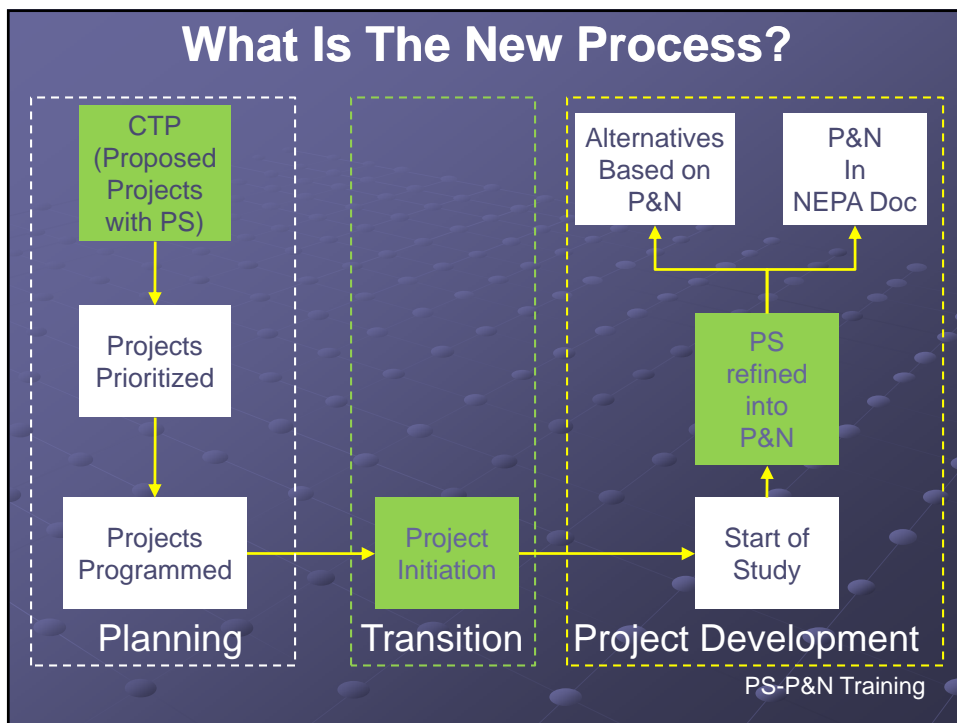 What Is The New Process?
CTP
(Proposed
Projects
with PS)
Projects
Prioritized
Projects
Programmed
Planning
Project
Initiation
Transition
Alternatives
Based on
P&N
P&N
In
NEPA Doc
PS
refined
into
P&N
Start of
Study
Project Development
PS-P&N Training